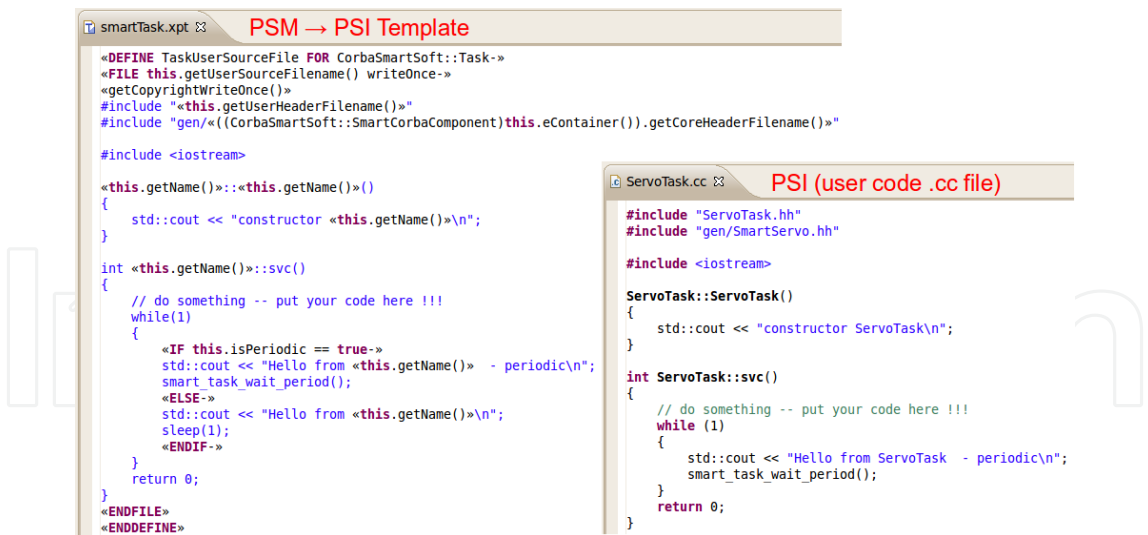 smartTask.xpt
PSM → PSI Template
«DEFINE TaskUserSourceFile FOR CorbaSmartSoft::Task-»
«FILE this.getUserSourceFilename() writeOnce-»
«getCopyrightWriteOnce()»
#include "«this.getUserHeaderFilename()»"
#include "gen/«((CorbaSmartSoft::SmartCorbaComponent)this.eContainer()).getCoreHeaderFilename()»"
#include <iostream>
«this.getName()»::«this.getName()»()
{
std::cout << "constructor «this.getName()»\n";
}
int «this.getName()»::svc()
{
// do something -- put your code here !!!
while(1)
{
«IF this.isPeriodic == true-»
std::cout << "Hello from «this.getName()»  - periodic\n";
smart_task_wait_period();
«ELSE-»
std::cout << "Hello from «this.getName()»\n";
sleep(1);
«ENDIF-»
}
return 0;
}
«ENDFILE»
«ENDDEFINE»
ServoTask.cc
PSI (user code .cc file)
#include "ServoTask.hh"
#include "gen/SmartServo.hh"
#include <iostream>
ServoTask::ServoTask()
{
std::cout << "constructor ServoTask\n";
}
int ServoTask::svc()
{
// do something -- put your code here !!!
while (1)
{
std::cout << "Hello from ServoTask  - periodic\n";
smart_task_wait_period();
}
return 0;
}